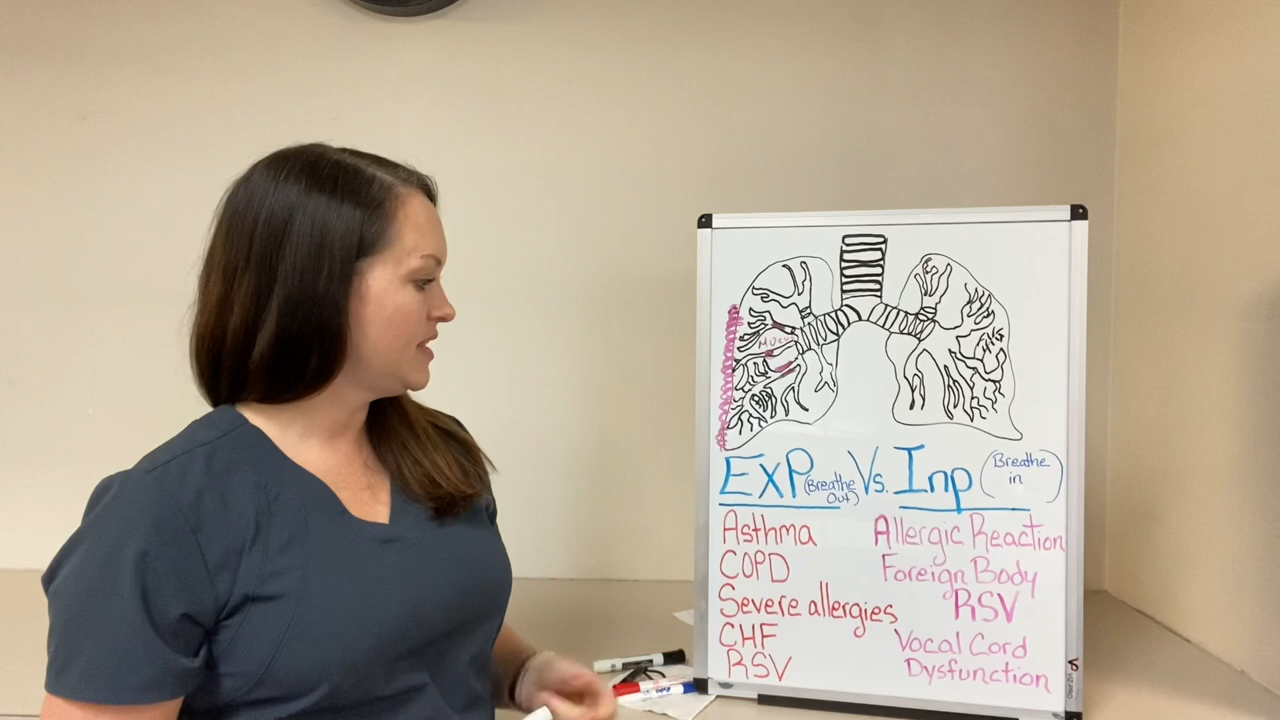 Mucus
ExP (Breathe Out) Vs. Inp (Breathe in)
Asthma
COPD
Severe allergies
CHF
RSV
Allergic Reaction
Foreign Body
RSV
Vocal Cord
Dysfunction